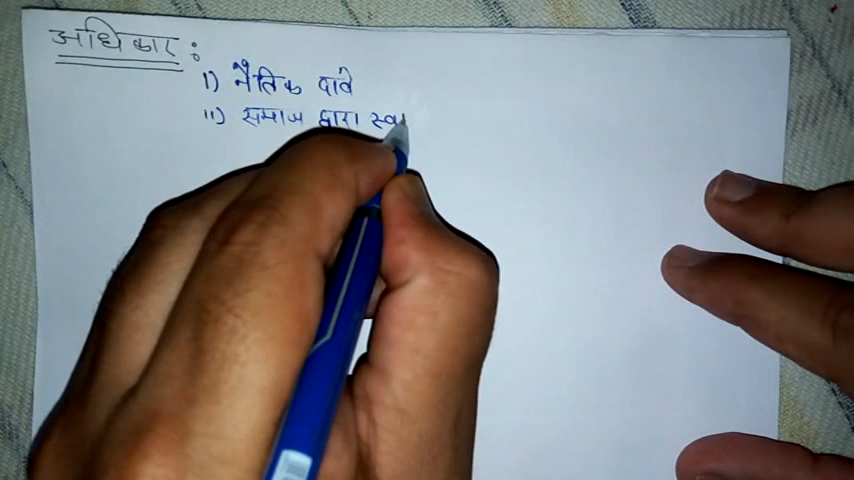 अधिकार :
I) नैतिक दावे
II) समाज द्वारा स्व